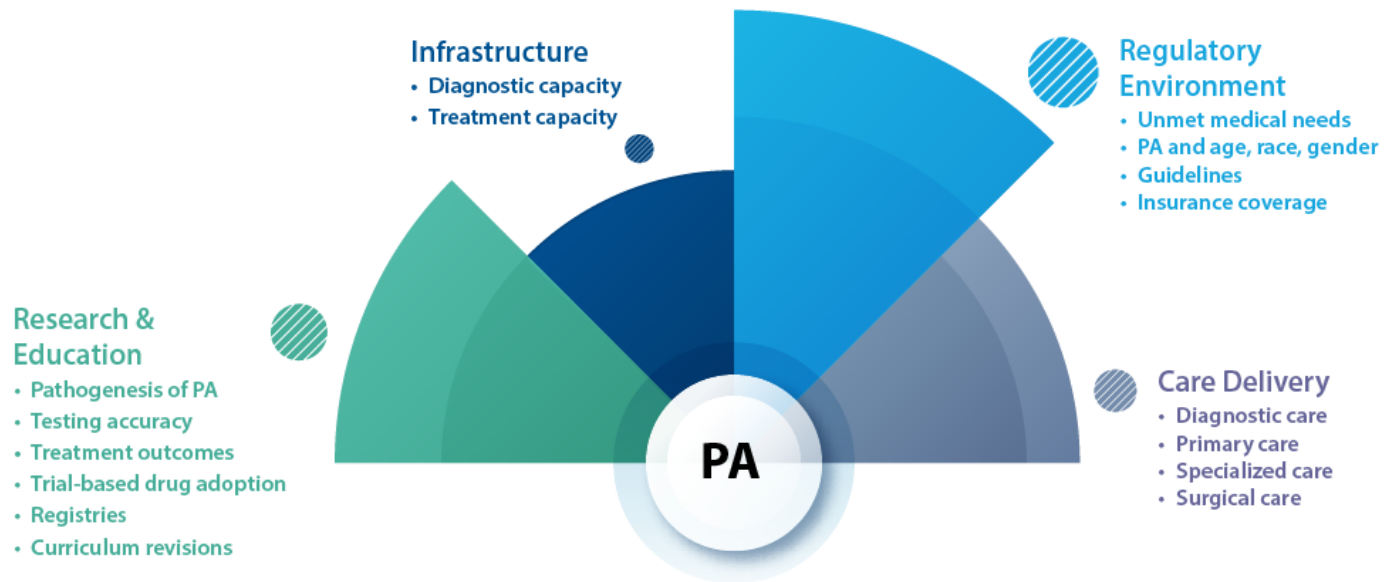 Infrastructure
• Diagnostic capacity
• Treatment capacity
Regulatory
Environment
• Unmet medical needs
• PA and age, race, gender
• Guidelines
• Insurance coverage
Research &
Education
• Pathogenesis of PA
• Testing accuracy
• Treatment outcomes
• Trial-based drug adoption
• Registries
• Curriculum revisions
Care Delivery
• Diagnostic care
• Primary care
• Specialized care
• Surgical care
PA